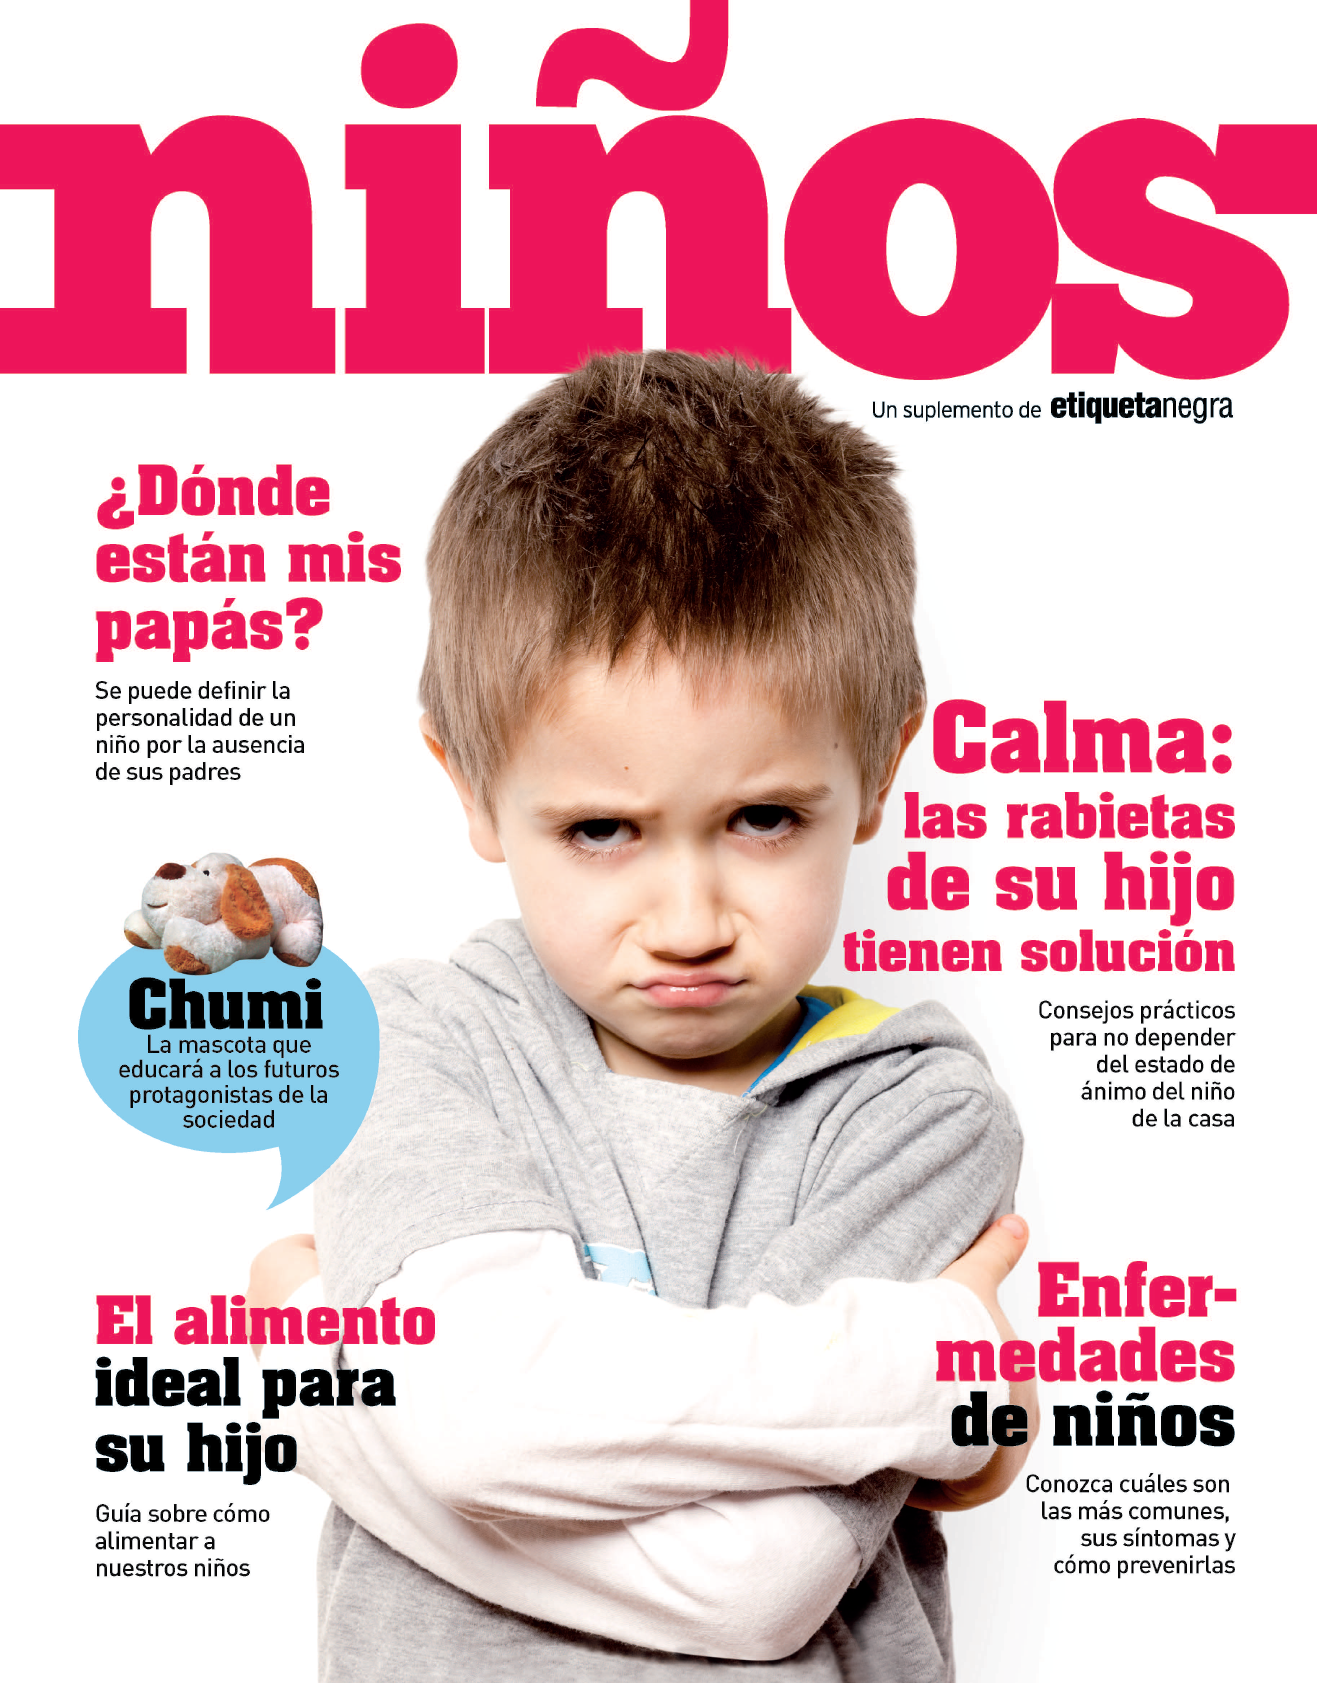 niños
Un suplemento de etiquetanegra
¿Dónde
están mis
papás?
Se puede definir la
personalidad de un
niño por la ausencia
de sus padres
Calma:
las rabietas
de su hijo
tienen solución
Consejos prácticos
para no depender
del estado de
ánimo del niño
de la casa
Chumi
La mascota que
educará a los futuros
protagonistas de la
sociedad
El alimento
ideal para
su hijo
Guía sobre cómo
alimentar a
nuestros niños
Enfer-
medades
de niños
Conozca cuáles son
las más comunes,
sus síntomas y
cómo prevenirlas